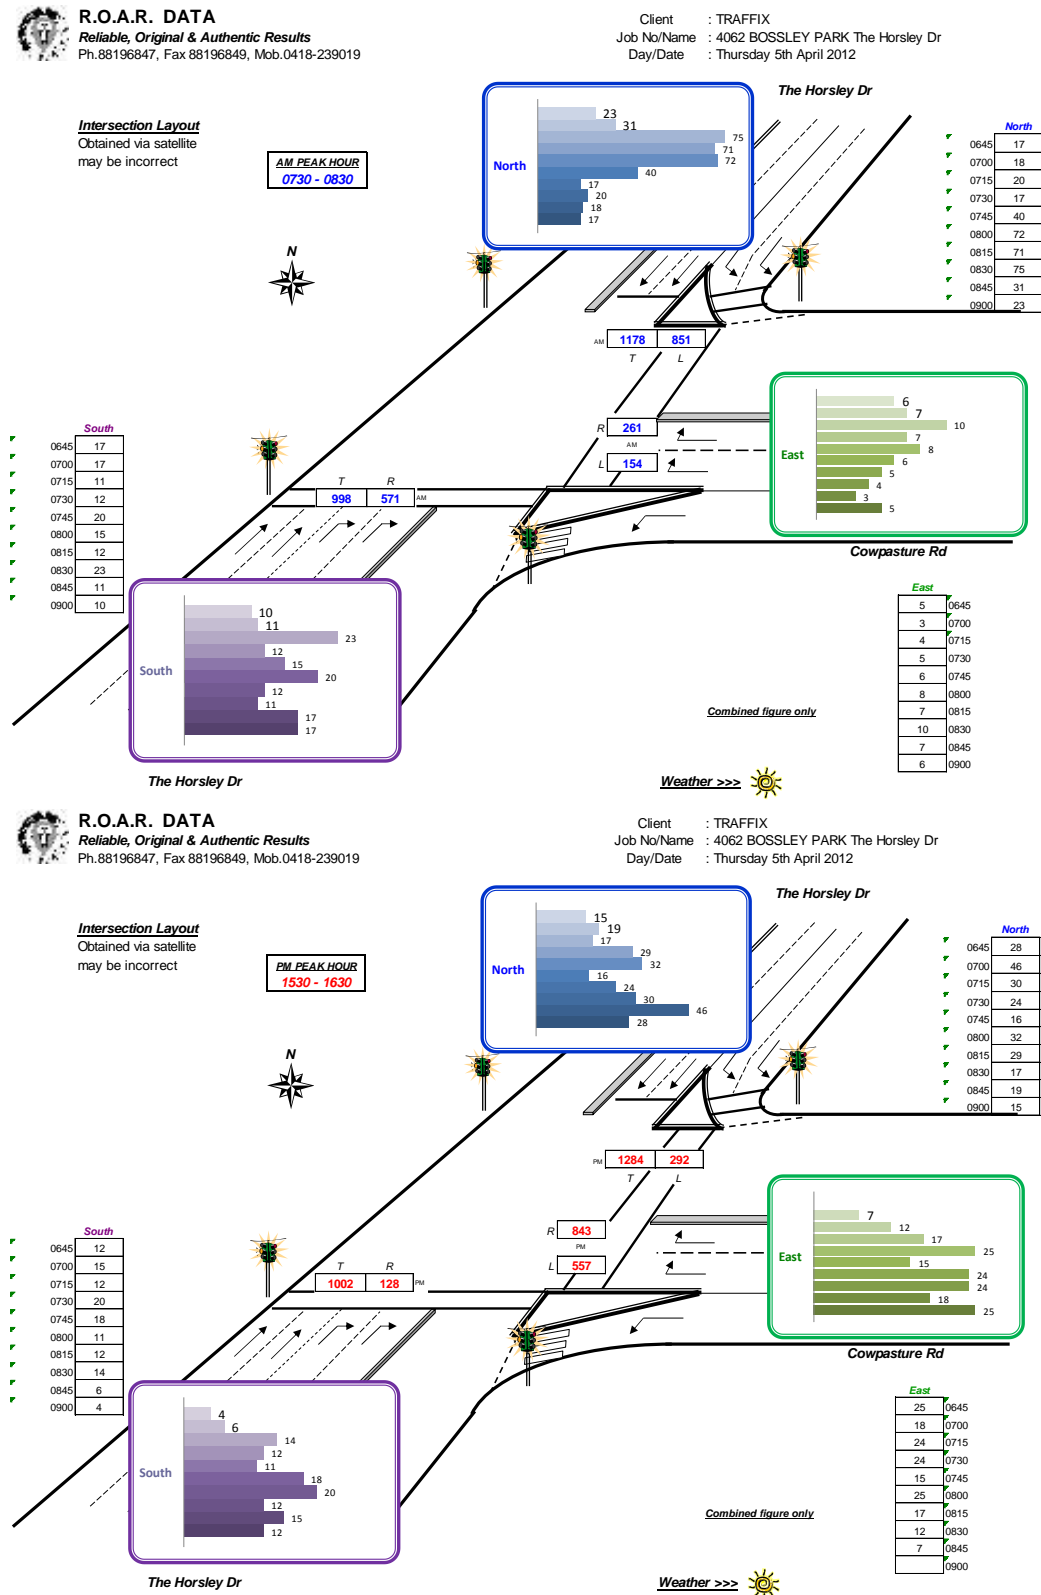 R.O.A.R. DATA
Reliable, Original & Authentic Results
Ph.88196847, Fax 88196849, Mob.0418-239019
Client : TRAFFIX
Job No/Name : 4062 BOSSLEY PARK The Horsley Dr
Day/Date : Thursday 5th April 2012
The Horsley Dr
Intersection Layout
Obtained via satellite
may be incorrect
AM PEAK HOUR
0730 - 0830
North
23
31
75
71
72
40
17
20
18
17
North
0645 17
0700 18
0715 20
0730 17
0745 40
0800 72
0815 71
0830 75
0845 31
0900 23
N
AM 1178 851
T L
R 261
AM
L 154
East
6
7
10
7
8
6
5
4
3
5
Cowpasture Rd
South
0645 17
0700 17
0715 11
0730 12
0745 20
0800 15
0815 12
0830 23
0845 11
0900 10
T R
998 571 AM
South
10
11
23
12
15
20
12
11
17
17
East
5 0645
3 0700
4 0715
5 0730
6 0745
8 0800
7 0815
10 0830
7 0845
6 0900
Combined figure only
The Horsley Dr
Weather >>>
R.O.A.R. DATA
Reliable, Original & Authentic Results
Ph.88196847, Fax 88196849, Mob.0418-239019
Client : TRAFFIX
Job No/Name : 4062 BOSSLEY PARK The Horsley Dr
Day/Date : Thursday 5th April 2012
The Horsley Dr
Intersection Layout
Obtained via satellite
may be incorrect
PM PEAK HOUR
1530 - 1630
North
15
19
17
29
32
16
24
30
46
28
North
0645 28
0700 46
0715 30
0730 24
0745 16
0800 32
0815 29
0830 17
0845 19
0900 15
N
PM 1284 292
T L
R 843
PM
L 557
East
7
12
17
25
15
24
24
18
25
Cowpasture Rd
South
0645 12
0700 15
0715 12
0730 20
0745 18
0800 11
0815 12
0830 14
0845 6
0900 4
T R
1002 128 PM
South
4
6
14
12
11
18
20
12
15
12
East
25 0645
18 0700
24 0715
24 0730
15 0745
25 0800
17 0815
12 0830
7 0845
0900
Combined figure only
The Horsley Dr
Weather >>>